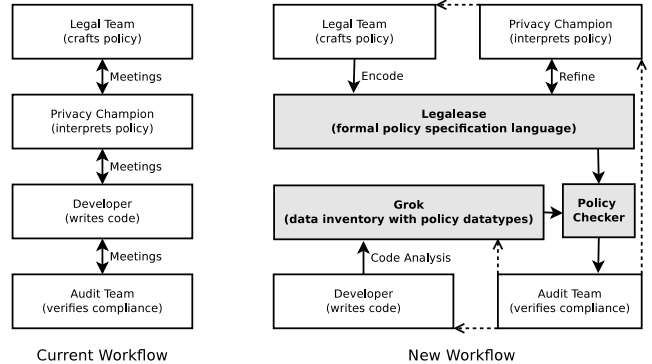 Legal Team
(crafts policy)
Meetings
Privacy Champion
(interprets policy)
Meetings
Developer
(writes code)
Meetings
Audit Team
(verifies compliance)
Current Workflow
Legal Team
(crafts policy)
Privacy Champion
(interprets policy)
Encode
Refine
Legalease
(formal policy specification language)
Grok
(data inventory with policy datatypes)
Policy
Checker
Code Analysis
Developer
(writes code)
Audit Team
(verifies compliance)
New Workflow